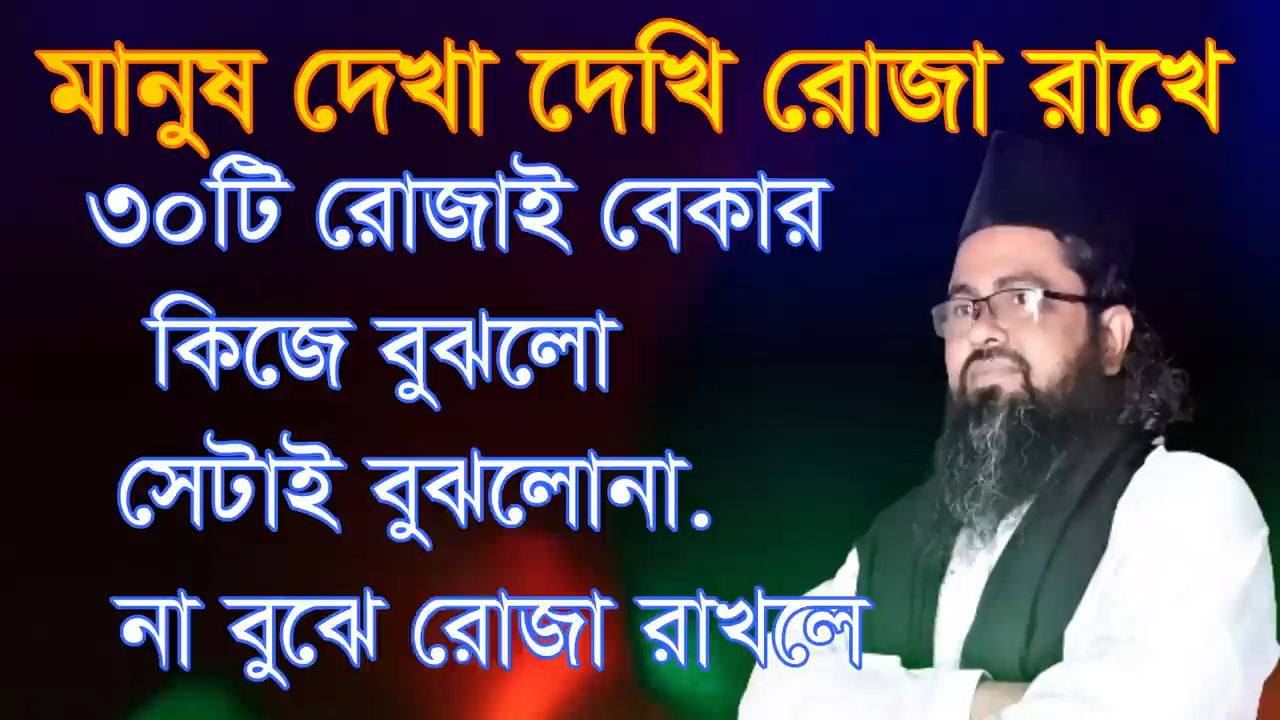 মানুষ দেখা দেখি রোজা রাখে
৩০টি রোজাই বেকার
কিজে বুঝলো
সেটাই বুঝলোনা.
না বুঝে রোজা রাখলে